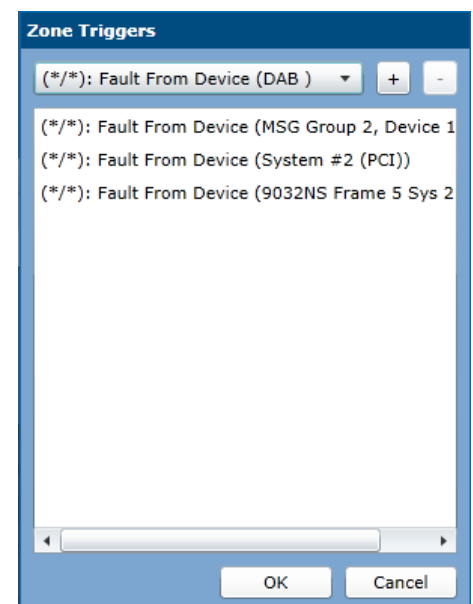 Zone Triggers
(*/*): Fault From Device (DAB ) + -
(*/*): Fault From Device (MSG Group 2, Device 1
(*/*): Fault From Device (System #2 (PCI))
(*/*): Fault From Device (9032NS Frame 5 Sys 2
OK Cancel